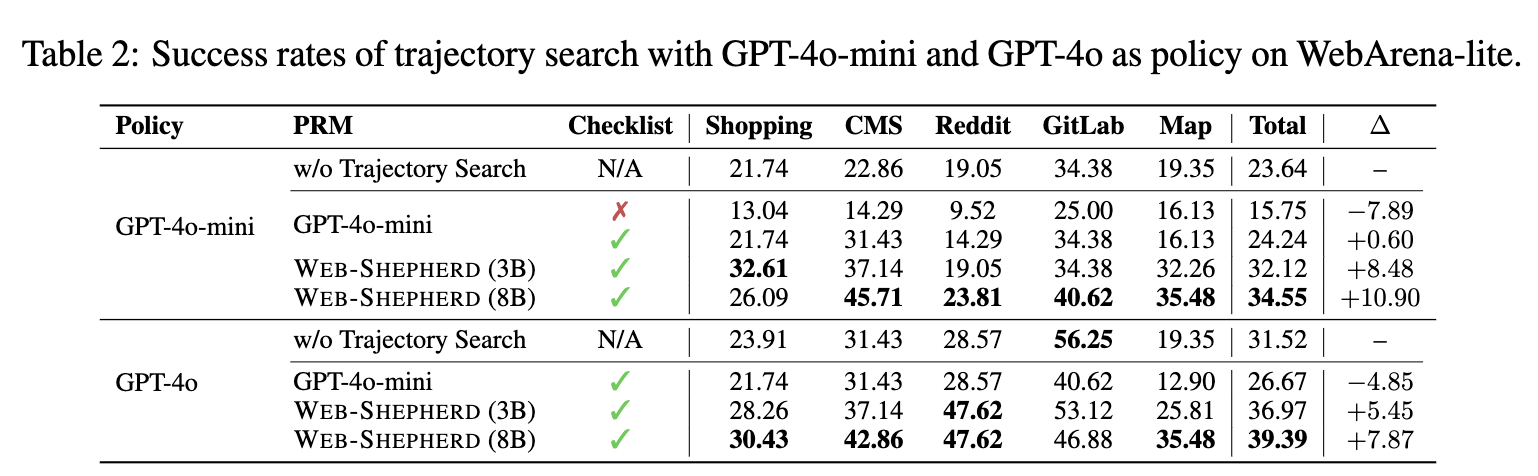 Table 2: Success rates of trajectory search with GPT-4o-mini and GPT-4o as policy on WebArena-lite.
Policy PRM Checklist Shopping CMS Reddit GitLab Map Total Δ
w/o Trajectory Search N/A 21.74 22.86 19.05 34.38 19.35 23.64 –
GPT-4o-mini GPT-4o-mini ✗ 13.04 14.29 9.52 25.00 16.13 15.75 −7.89
✓ 21.74 31.43 14.29 34.38 16.13 24.24 +0.60
WEB-SHEPHERD (3B) ✓ 32.61 37.14 19.05 34.38 32.26 32.12 +8.48
WEB-SHEPHERD (8B) ✓ 26.09 45.71 23.81 40.62 35.48 34.55 +10.90
w/o Trajectory Search N/A 23.91 31.43 28.57 56.25 19.35 31.52 –
GPT-4o GPT-4o-mini ✓ 21.74 31.43 28.57 40.62 12.90 26.67 −4.85
WEB-SHEPHERD (3B) ✓ 28.26 37.14 47.62 53.12 25.81 36.97 +5.45
WEB-SHEPHERD (8B) ✓ 30.43 42.86 47.62 46.88 35.48 39.39 +7.87